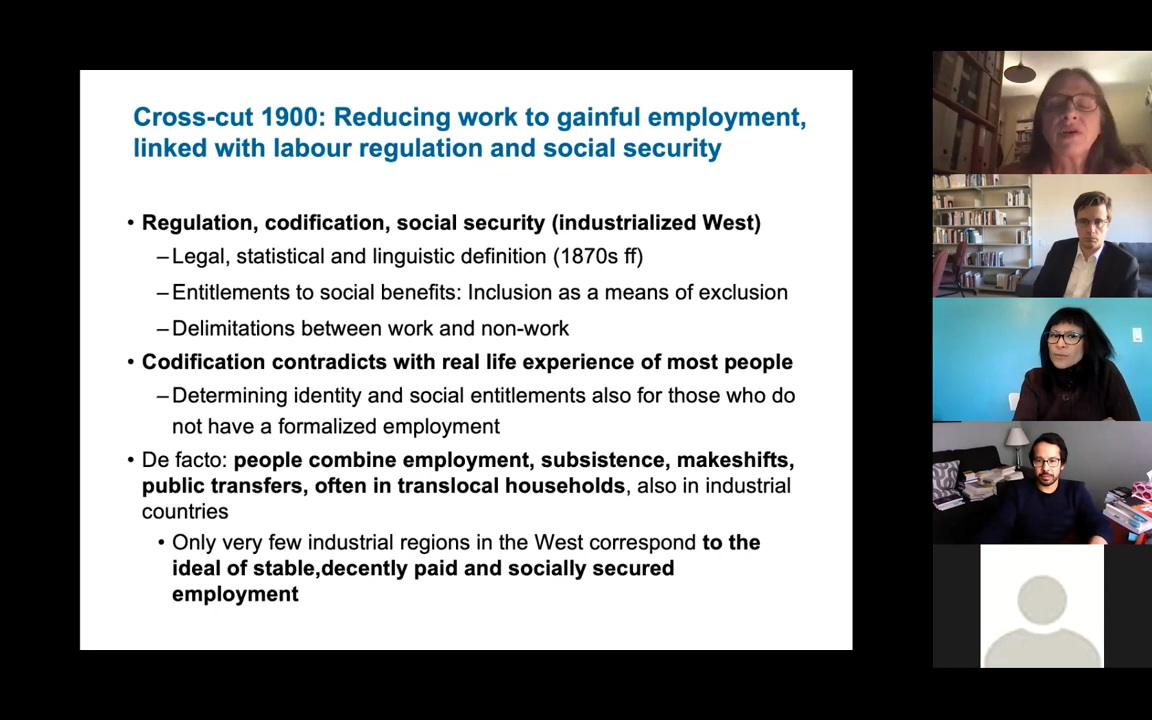 Cross-cut 1900: Reducing work to gainful employment,
linked with labour regulation and social security
• Regulation, codification, social security (industrialized West)
–Legal, statistical and linguistic definition (1870s ff)
–Entitlements to social benefits: Inclusion as a means of exclusion
–Delimitations between work and non-work
• Codification contradicts with real life experience of most people
–Determining identity and social entitlements also for those who do
not have a formalized employment
• De facto: people combine employment, subsistence, makeshifts,
public transfers, often in translocal households, also in industrial
countries
• Only very few industrial regions in the West correspond to the
ideal of stable,decently paid and socially secured
employment